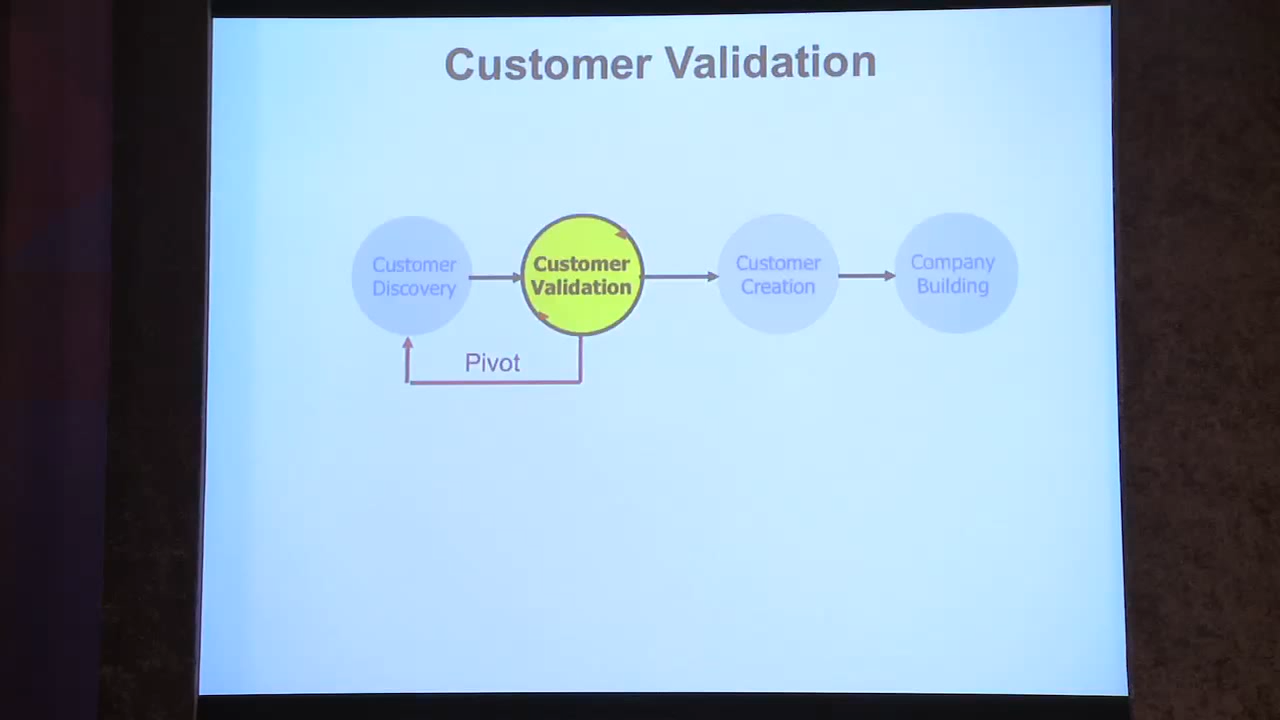 Customer Validation
Customer
Discovery
Customer
Validation
Customer
Creation
Company
Building
Pivot